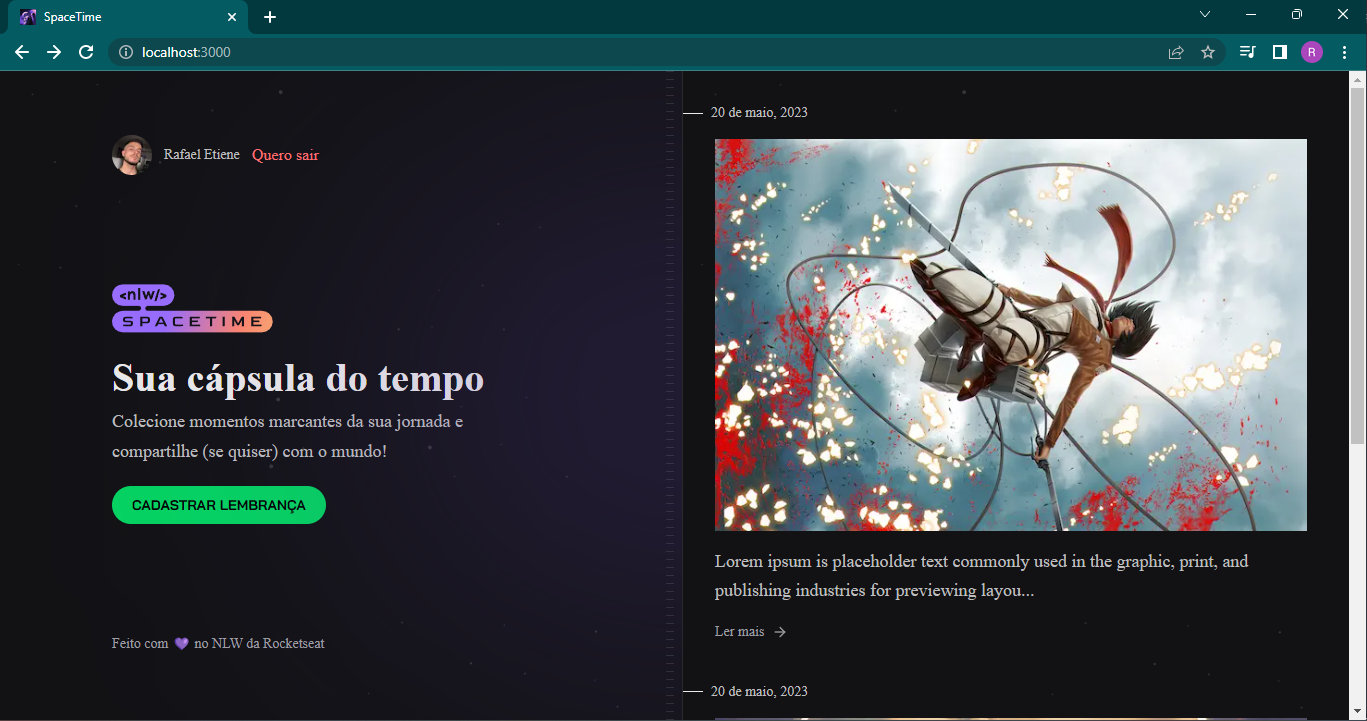 SpaceTime
localhost:3000
R
Rafael Etiene Quero sair
<nlw/>
SPACETIME
Sua cápsula do tempo
Colecione momentos marcantes da sua jornada e
compartilhe (se quiser) com o mundo!
CADASTRAR LEMBRANÇA
Feito com 💜 no NLW da Rocketseat
20 de maio, 2023
Lorem ipsum is placeholder text commonly used in the graphic, print, and
publishing industries for previewing layou...
Ler mais →
20 de maio, 2023